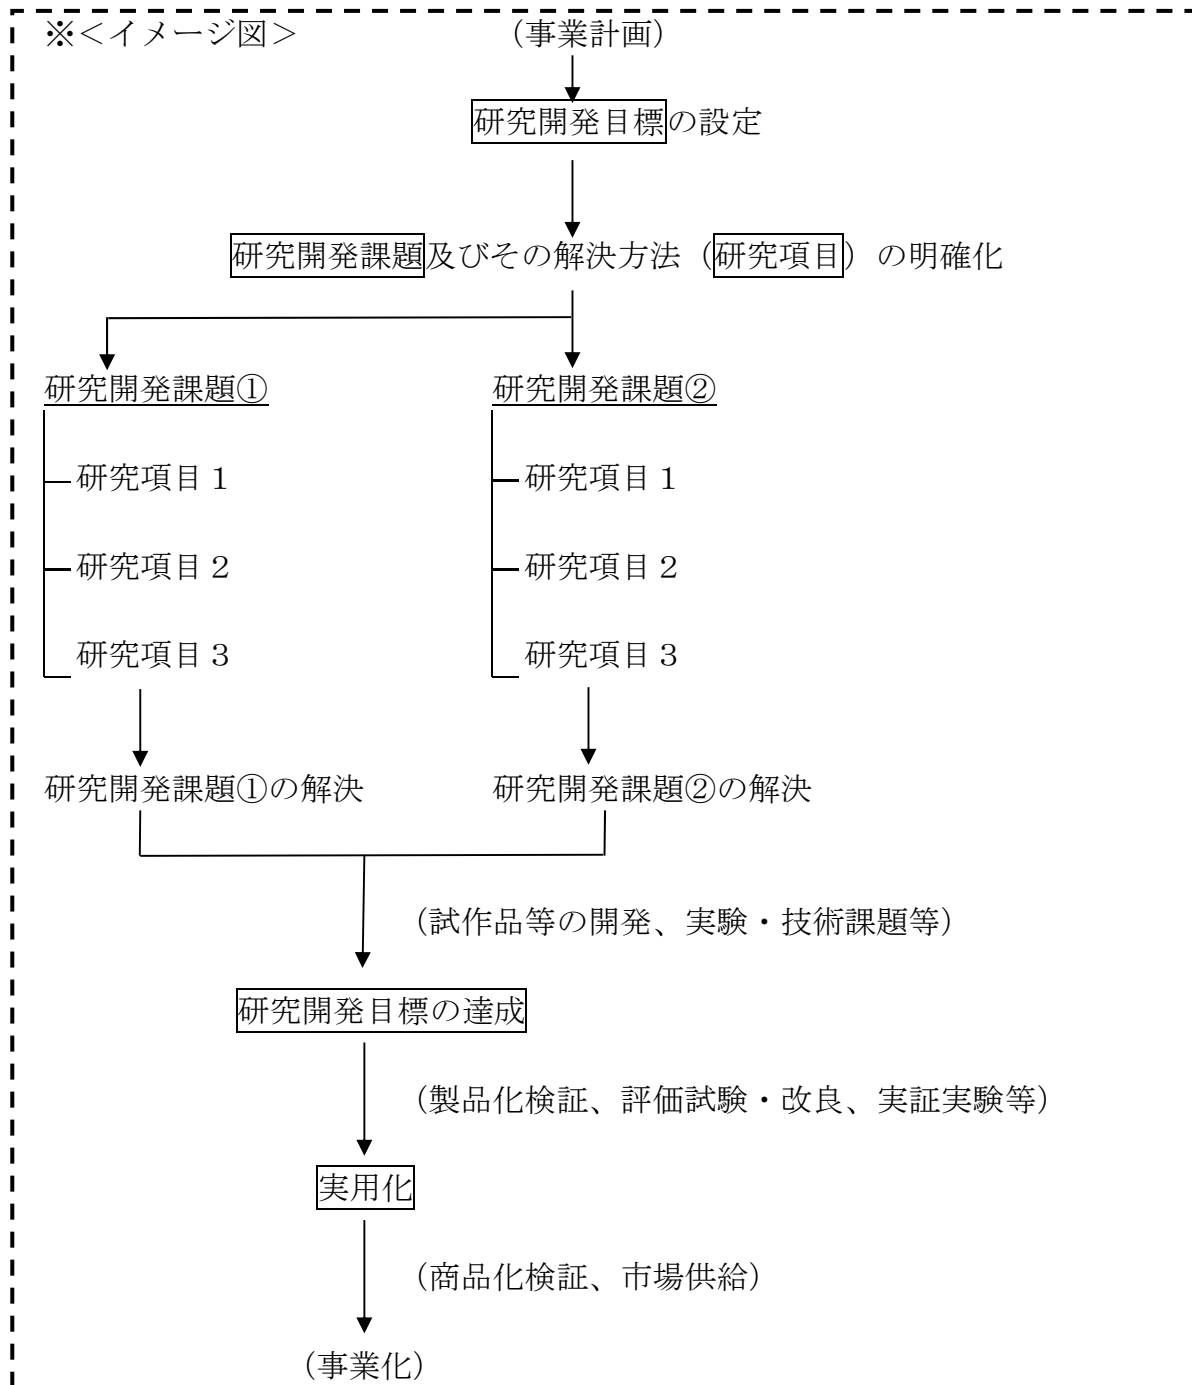 ※<イメージ図>　（事業計画）
研究開発目標の設定
研究開発課題及びその解決方法（研究項目）の明確化
研究開発課題①　研究開発課題②
研究項目１　研究項目１
研究項目２　研究項目２
研究項目３　研究項目３
研究開発課題①の解決　研究開発課題②の解決
（試作品等の開発、実験・技術課題等）
研究開発目標の達成
（製品化検証、評価試験・改良、実証実験等）
実用化
（商品化検証、市場供給）
（事業化）